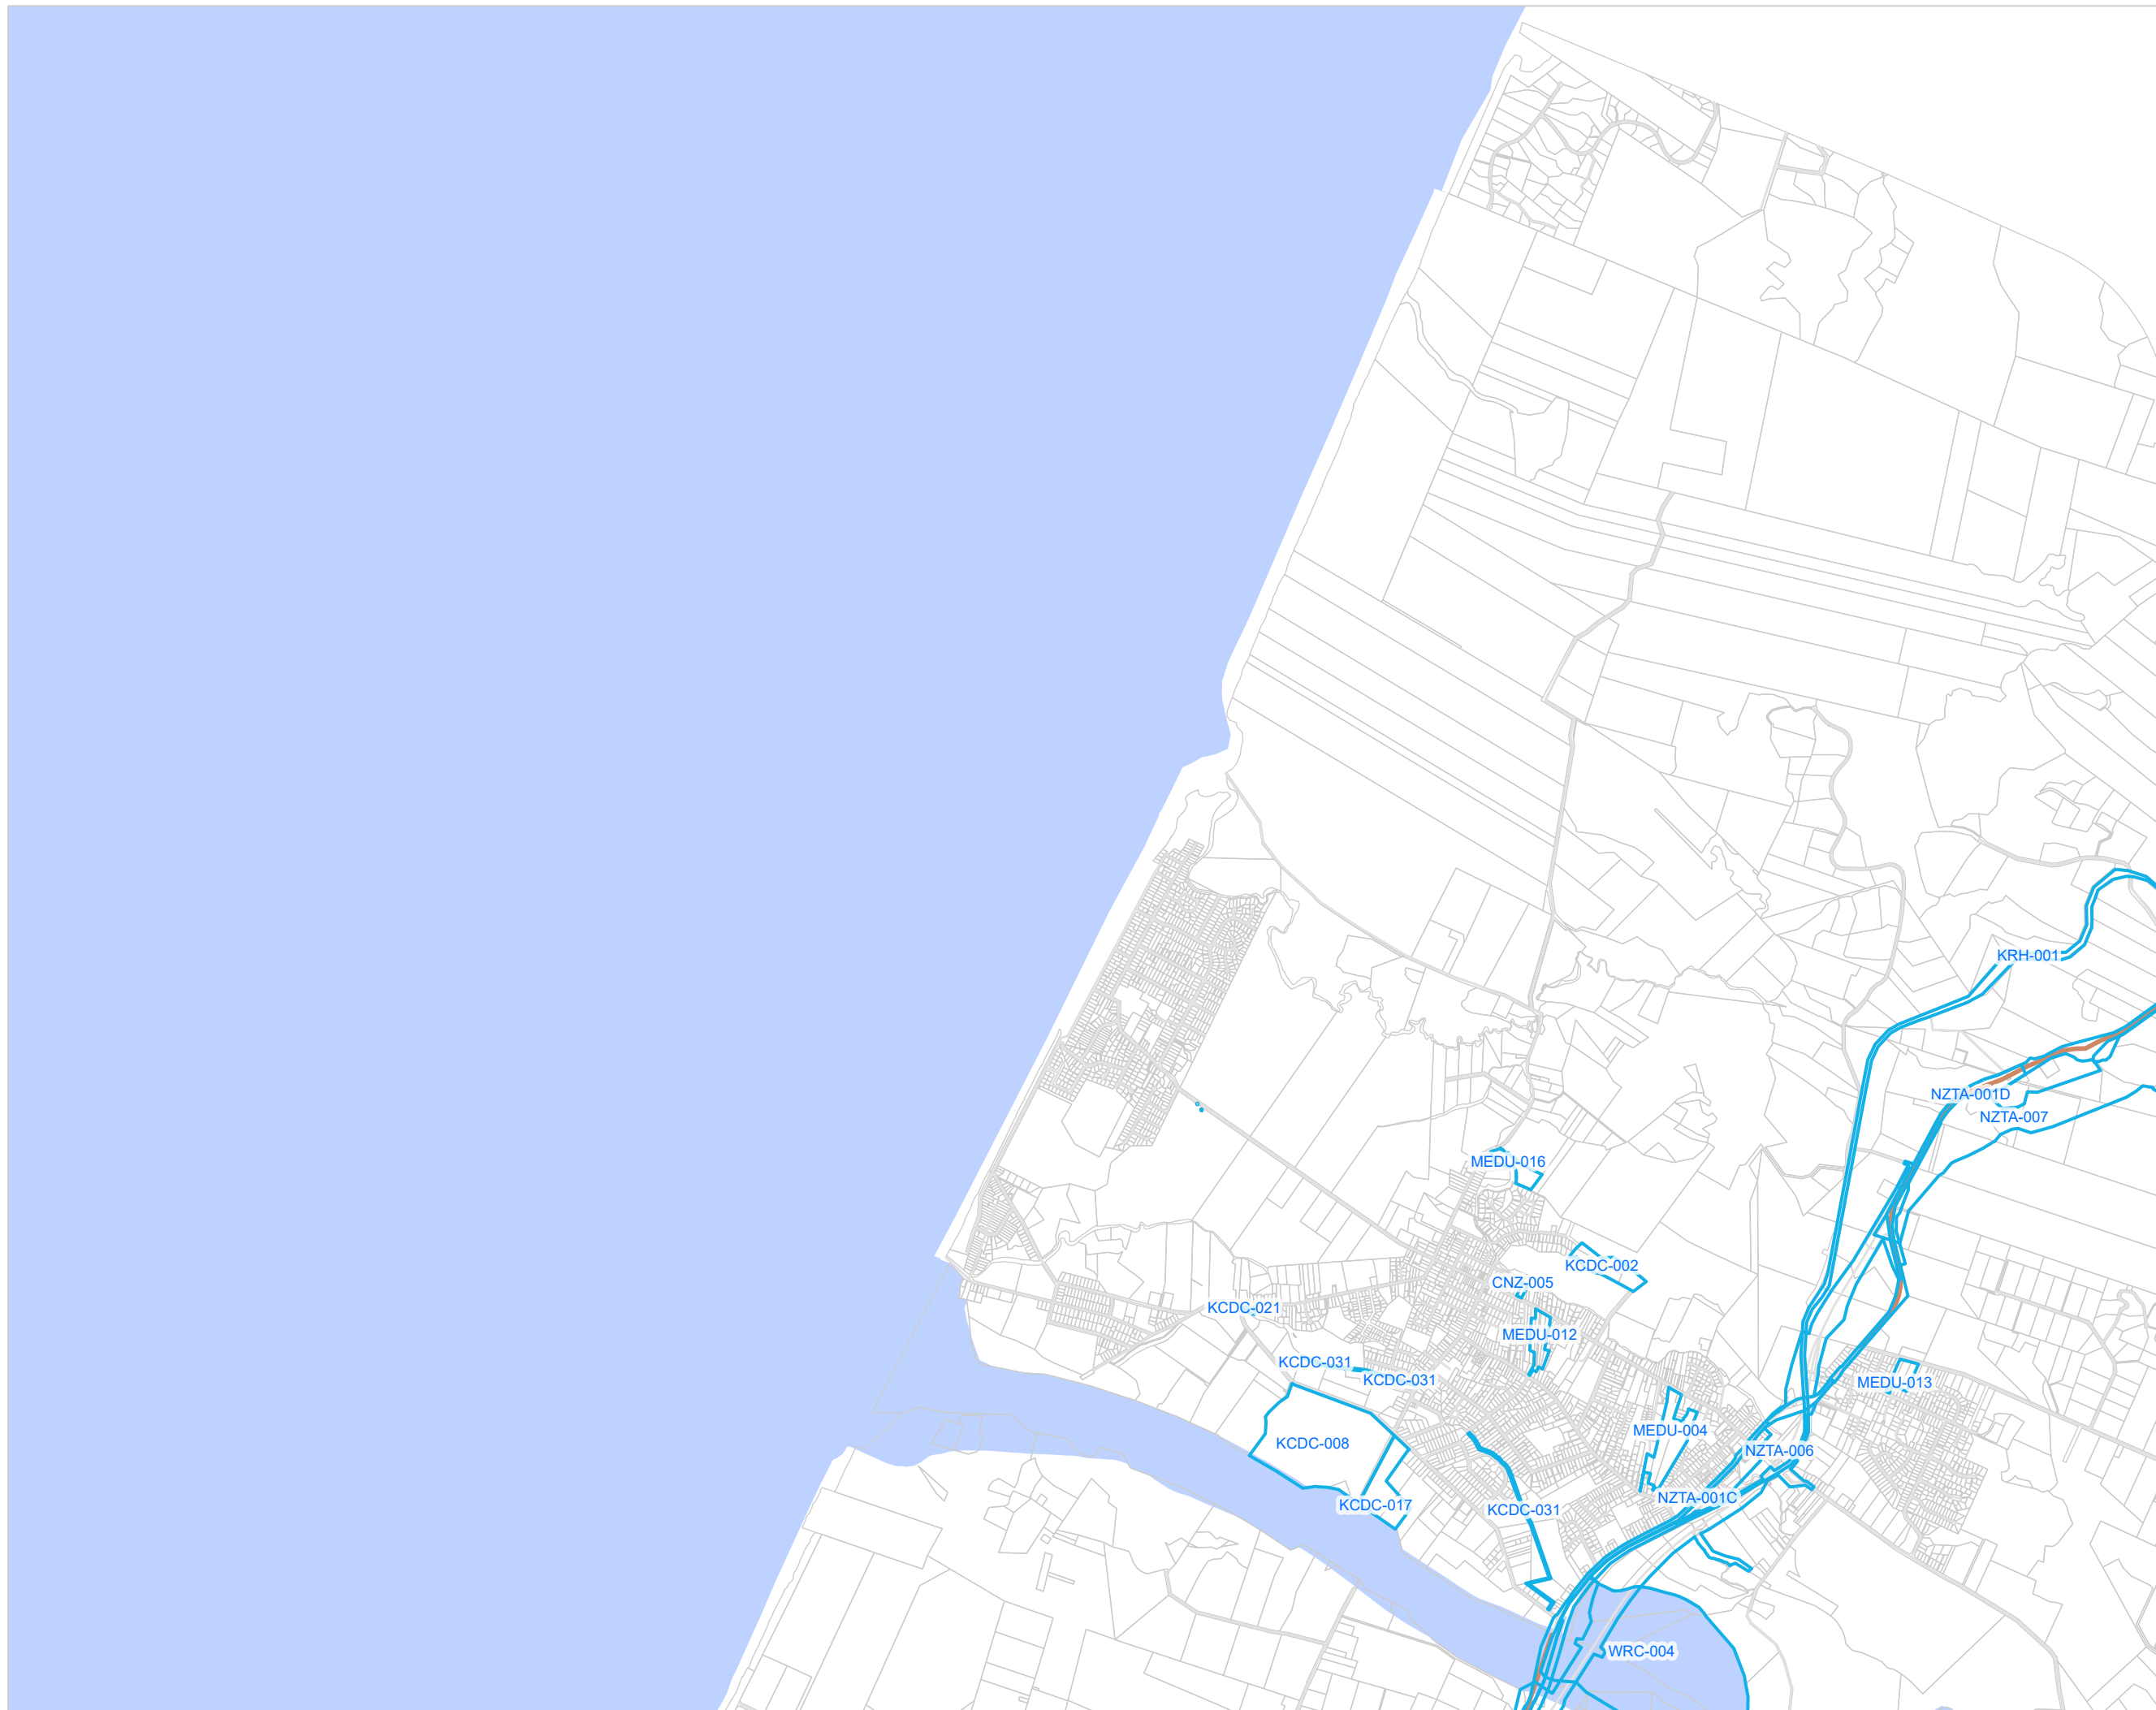 KRH-001
NZTA-001D
NZTA-007
MEDU-016
KCDC-002
CNZ-005
KCDC-021
MEDU-012
KCDC-031
KCDC-031
MEDU-013
MEDU-004
KCDC-008
NZTA-006
NZTA-001C
KCDC-017
KCDC-031
WRC-004